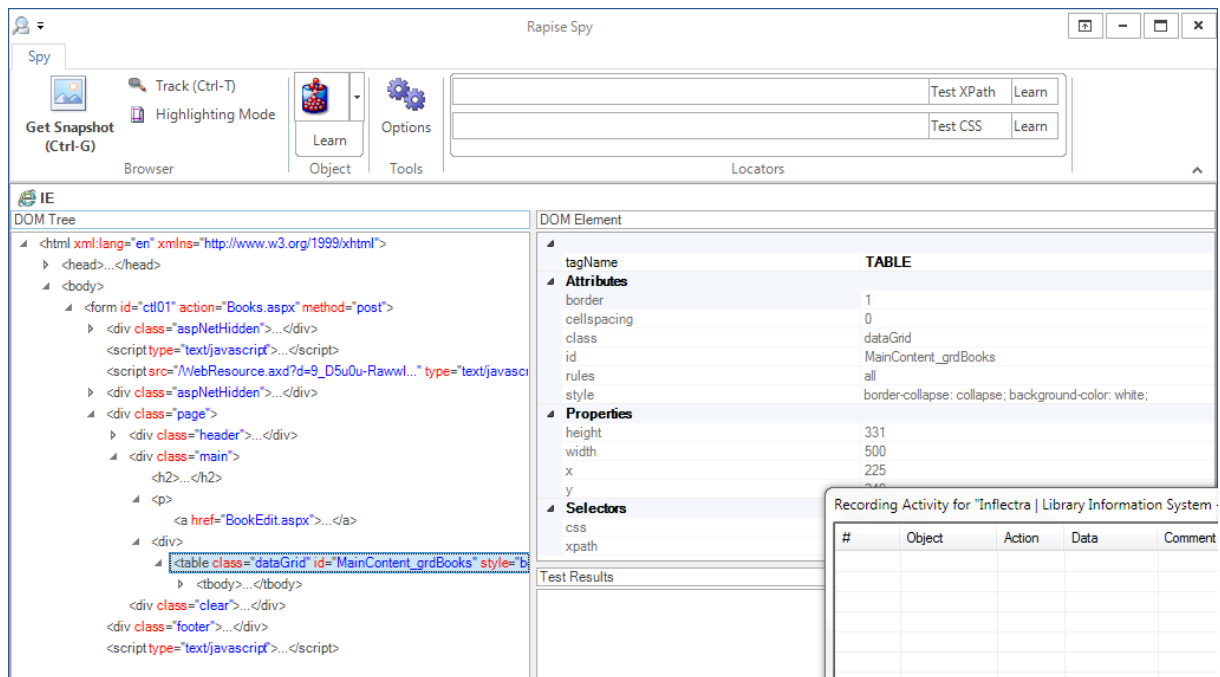 Rapise Spy
Spy
Get Snapshot
(Ctrl-G)
Track (Ctrl-T)
Highlighting Mode
Browser
Learn
Object
Options
Tools
Test XPath Learn
Test CSS Learn
Locators
IE
DOM Tree
<html xml:lang="en" xmlns="http://www.w3.org/1999/xhtml">
<head>...</head>
<body>
<form id="ctl01" action="Books.aspx" method="post">
<div class="aspNetHidden">...</div>
<script type="text/javascript">...</script>
<script src="/WebResource.axd?d=9_D5u0u-RawwI..." type="text/javascr
<div class="aspNetHidden">...</div>
<div class="page">
<div class="header">...</div>
<div class="main">
<h2>...</h2>
<p>
<a href="BookEdit.aspx">...</a>
<div>
<table class="dataGrid" id="MainContent_grdBooks" style="b
<tbody>...</tbody>
<div class="clear">...</div>
<div class="footer">...</div>
<script type="text/javascript">...</script>
DOM Element
tagName TABLE
Attributes
border 1
cellspacing 0
class dataGrid
id MainContent_grdBooks
rules all
style border-collapse: collapse; background-color: white;
Properties
height 331
width 500
x 225
y
Selectors
css
xpath
Test Results
Recording Activity for "Inflectra | Library Information System -
# Object Action Data Comment